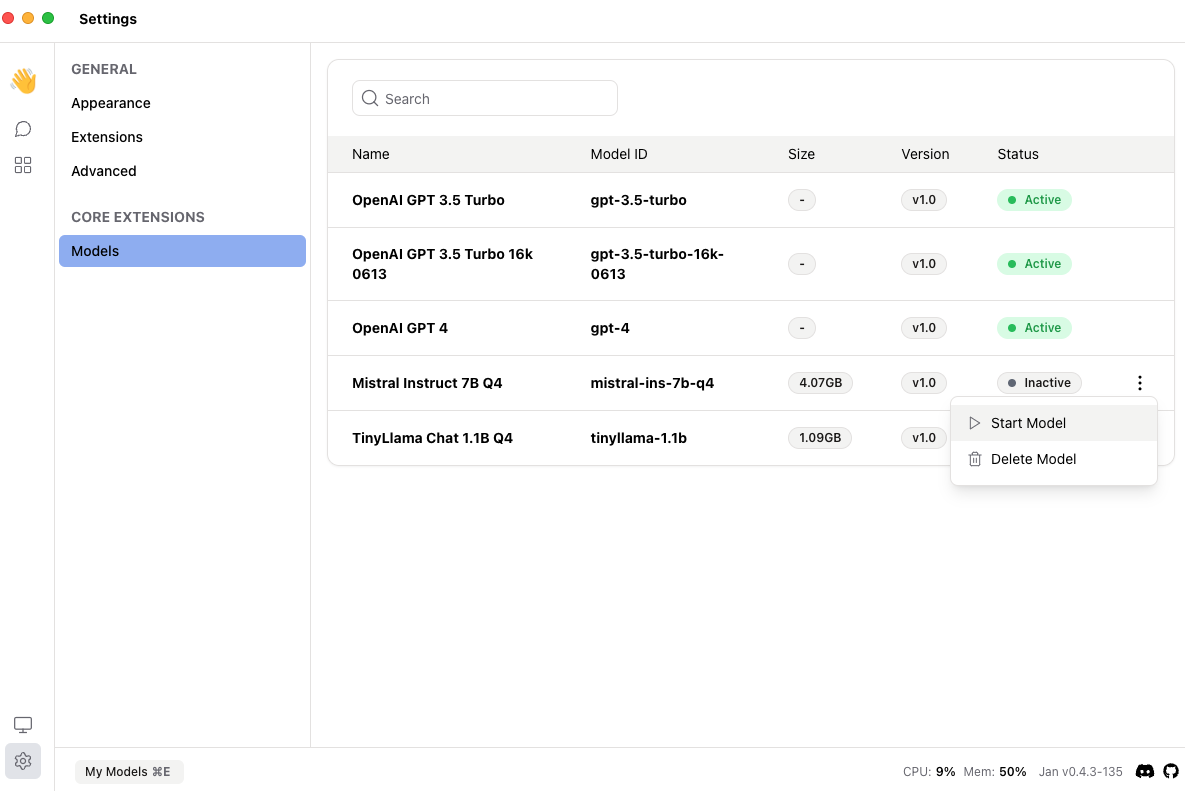 Settings
GENERAL
Appearance
Extensions
Advanced
CORE EXTENSIONS
Models
Search
Name Model ID Size Version Status
OpenAI GPT 3.5 Turbo gpt-3.5-turbo - v1.0 Active
OpenAI GPT 3.5 Turbo 16k gpt-3.5-turbo-16k- - v1.0 Active
0613 0613
OpenAI GPT 4 gpt-4 - v1.0 Active
Mistral Instruct 7B Q4 mistral-ins-7b-q4 4.07GB v1.0 Inactive
Start Model
TinyLlama Chat 1.1B Q4 tinyllama-1.1b 1.09GB v1.0
Delete Model
My Models ⌘E CPU: 9% Mem: 50% Jan v0.4.3-135